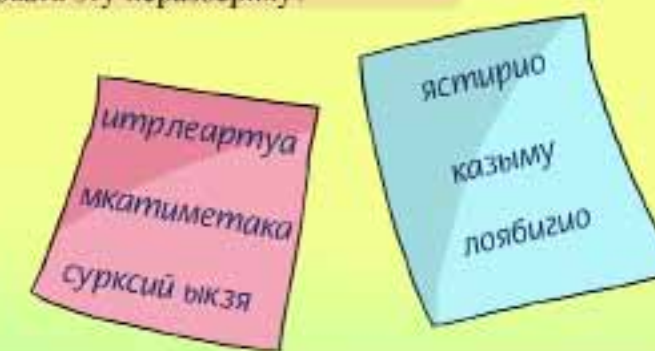 итрлеартуа
мкатиметака
сурксий ыкзя
ястирио
казыму
лоябигио